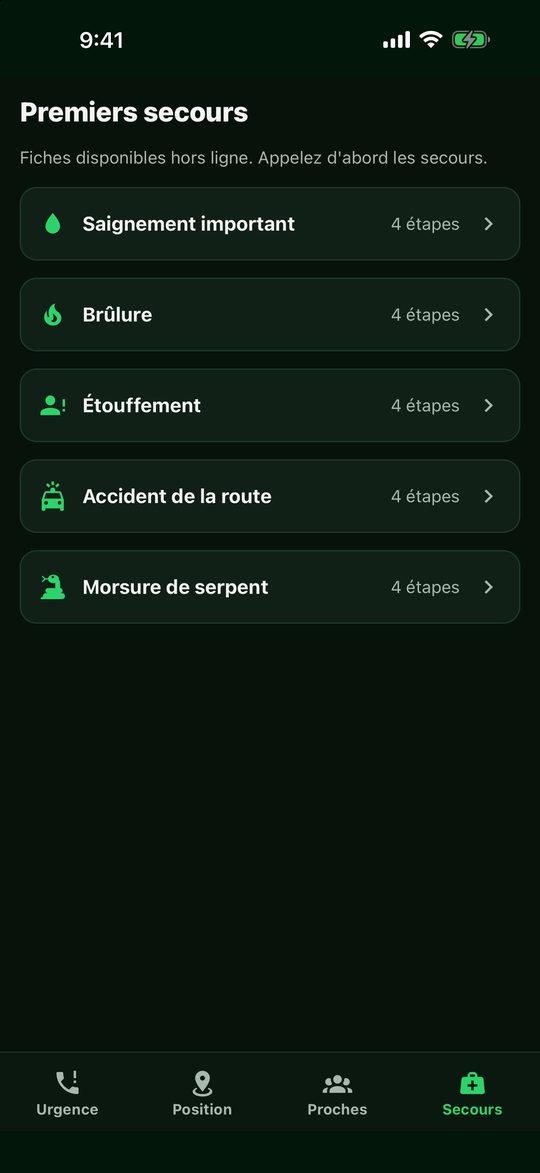 9:41
Premiers secours
Fiches disponibles hors ligne. Appelez d'abord les secours.
Saignement important 4 étapes
Brûlure 4 étapes
Étouffement 4 étapes
Accident de la route 4 étapes
Morsure de serpent 4 étapes
Urgence Position Proches Secours